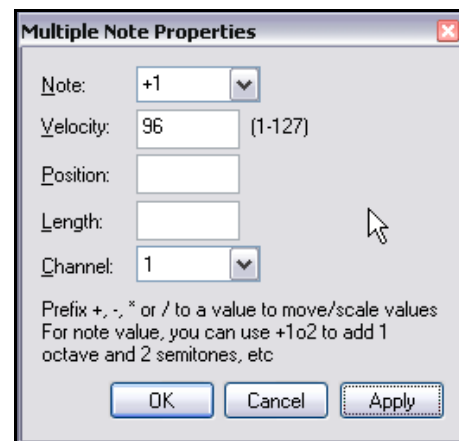 Multiple Note Properties
Note: +1
Velocity: 96 (1-127)
Position:
Length:
Channel: 1
Prefix +, -, * or / to a value to move/scale values
For note value, you can use +1o2 to add 1
octave and 2 semitones, etc
OK Cancel Apply